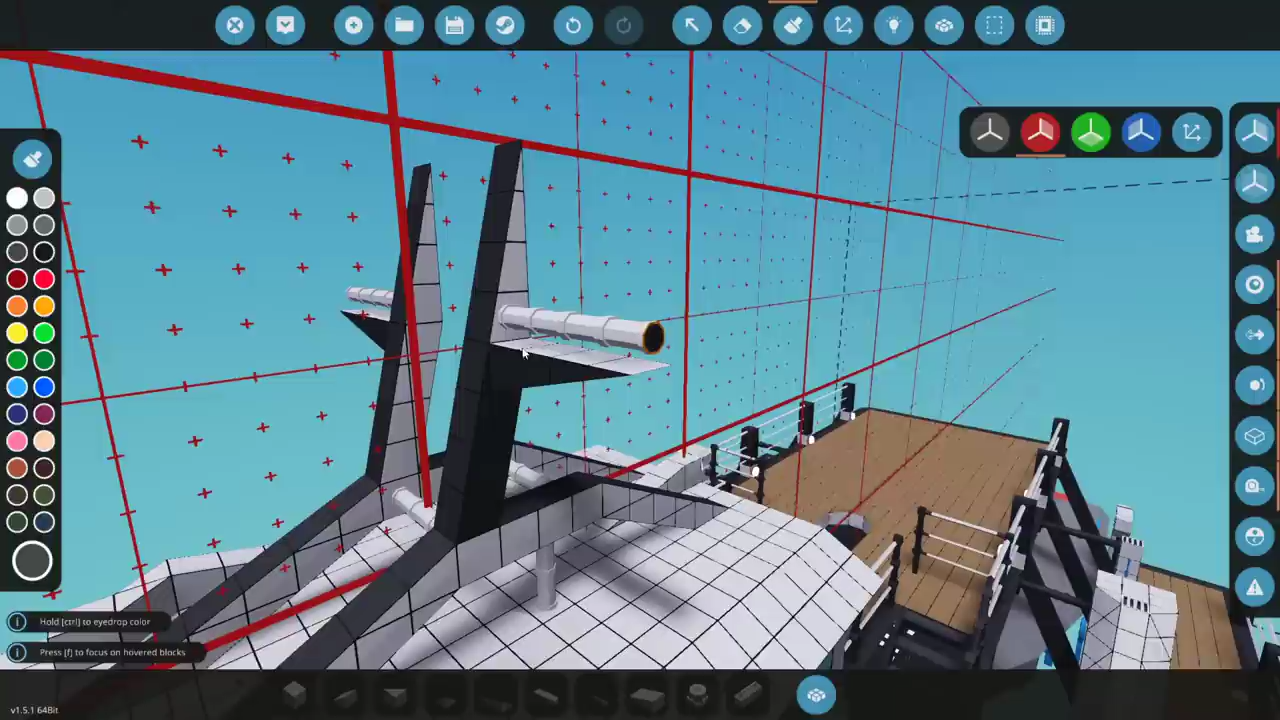 Hold [ctrl] to eyedrop color
Press [f] to focus on hovered blocks
v1.5.1 64Bit